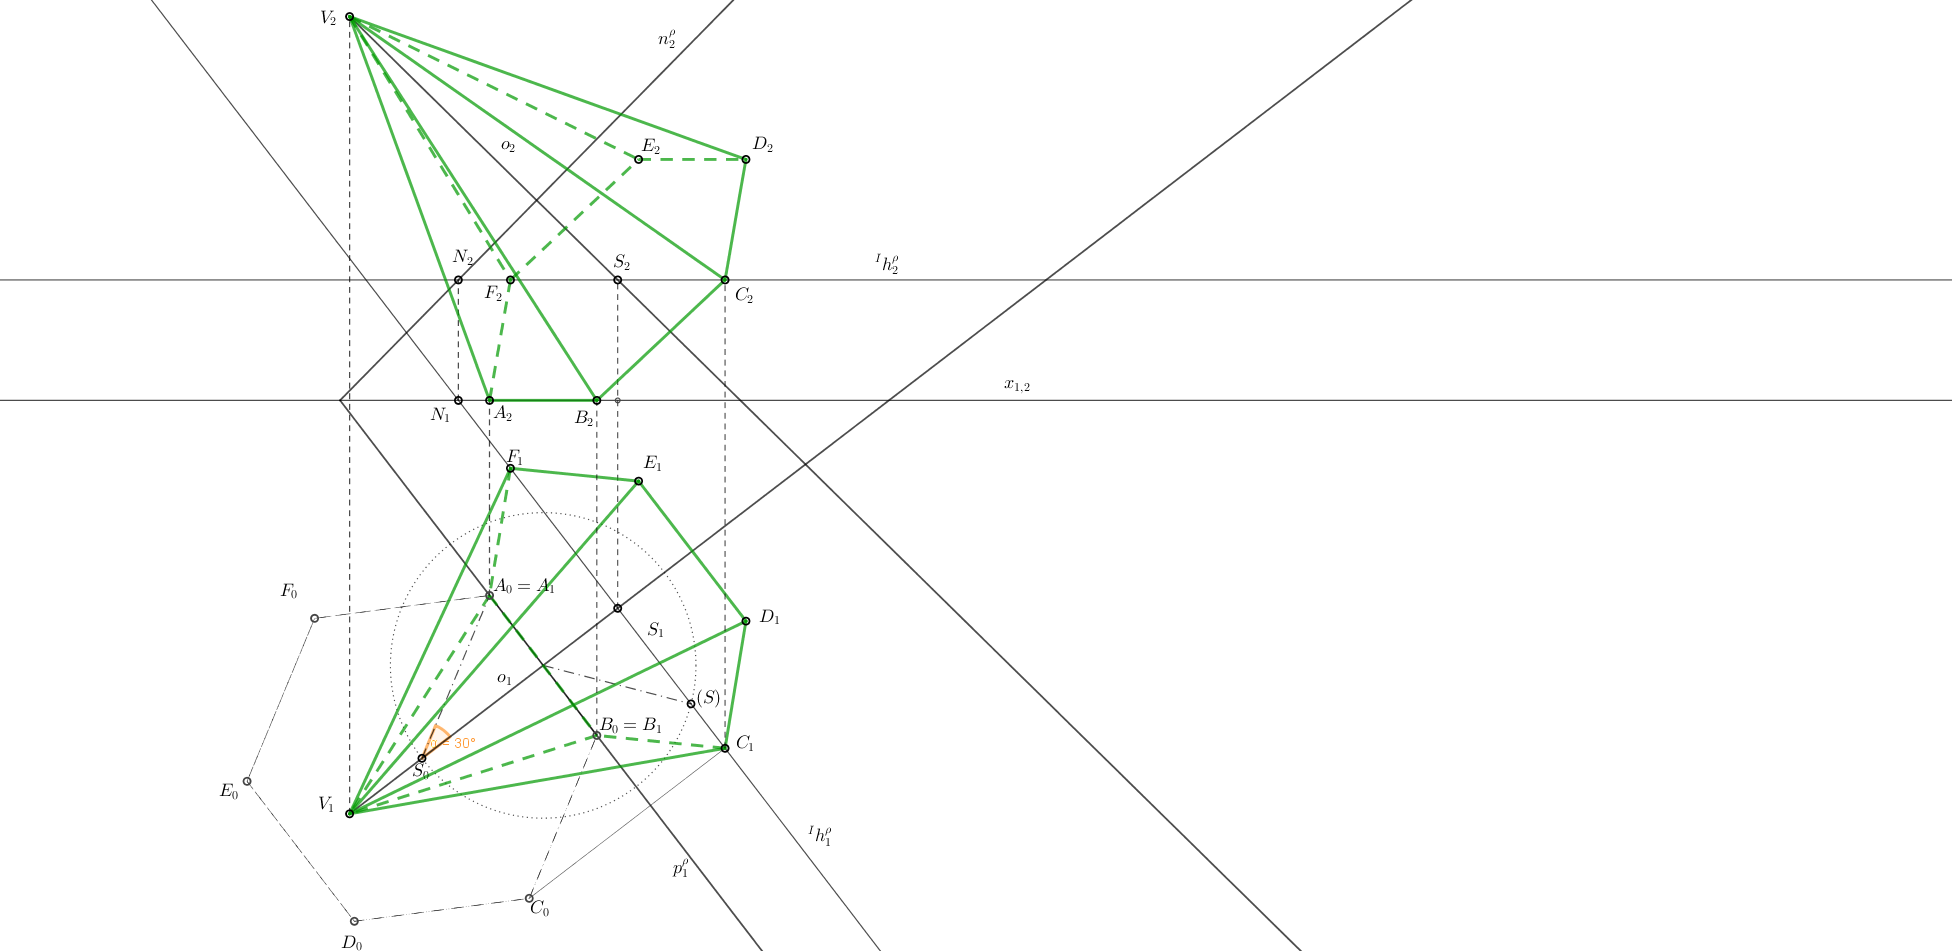 V₂
n₂^ρ
o₂
E₂
D₂
N₂
S₂
ᴵh₂^ρ
F₂
C₂
x₁,₂
N₁
A₂
B₂
F₁
E₁
A₀ = A₁
F₀
D₁
S₁
o₁
(S)
B₀ = B₁
= 30°
C₁
S₀
E₀
V₁
ᴵh₁^ρ
p₁^ρ
C₀
D₀